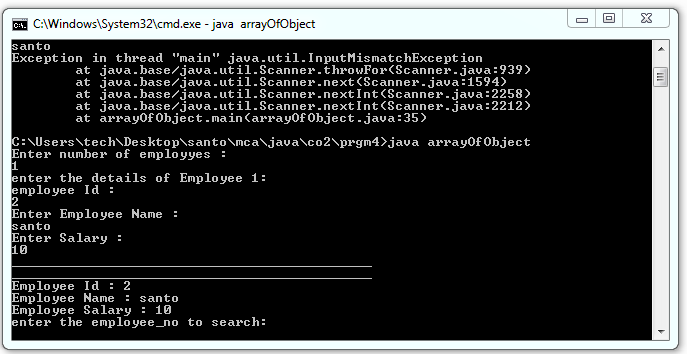 C:\Windows\System32\cmd.exe - java  arrayOfObject
santo
Exception in thread "main" java.util.InputMismatchException
        at java.base/java.util.Scanner.throwFor(Scanner.java:939)
        at java.base/java.util.Scanner.next(Scanner.java:1594)
        at java.base/java.util.Scanner.nextInt(Scanner.java:2258)
        at java.base/java.util.Scanner.nextInt(Scanner.java:2212)
        at arrayOfObject.main(arrayOfObject.java:35)
C:\Users\tech\Desktop\santo\mca\java\co2\prgm4>java arrayOfObject
Enter number of employyes :
1
enter the details of Employee 1:
employee Id :
2
Enter Employee Name :
santo
Enter Salary :
10
Employee Id : 2
Employee Name : santo
Employee Salary : 10
enter the employee_no to search: